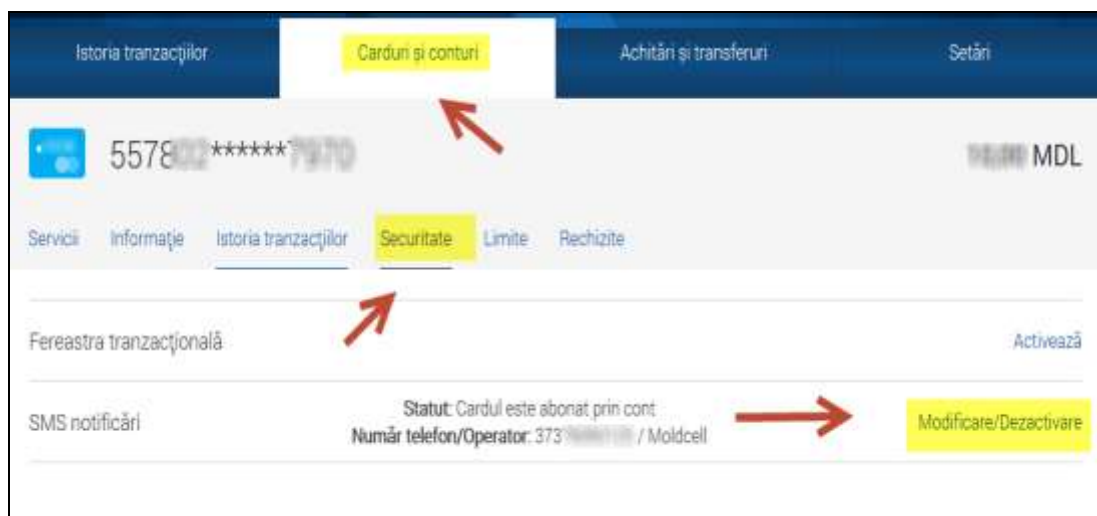 Istoria tranzacțiilor Carduri și conturi Achitări și transferuri Setări
5578 ******* MDL
Servicii Informație Istoria tranzacțiilor Securitate Limite Rechizite
Fereastra tranzacțională Activează
Statut: Cardul este abonat prin cont
SMS notificări Modificare/Dezactivare
Număr telefon/Operator: 373 / Moldcell